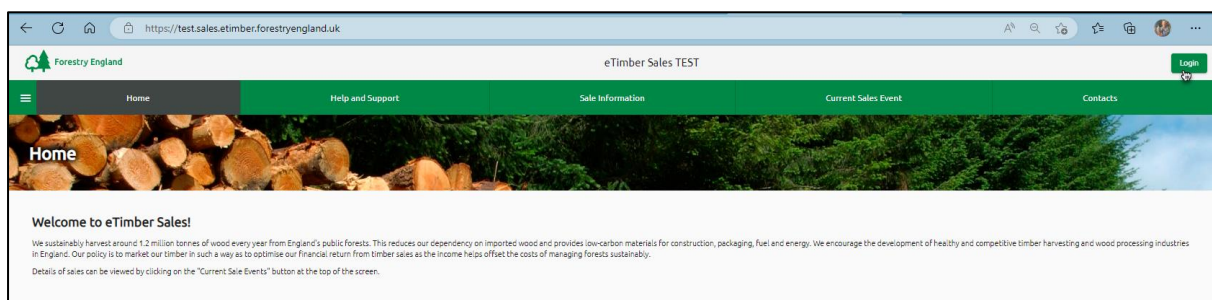 https://test.sales.etimber.forestryengland.uk
Forestry England
eTimber Sales TEST
Login
Home
Help and Support
Sale Information
Current Sales Event
Contacts
Home
Welcome to eTimber Sales!
We sustainably harvest around 1.2 million tonnes of wood every year from England's public forests. This reduces our dependency on imported wood and provides low-carbon materials for construction, packaging, fuel and energy. We encourage the development of healthy and competitive timber harvesting and wood processing industries
in England. Our policy is to market our timber in such a way as to optimise our financial return from timber sales as the income helps offset the costs of managing forests sustainably.
Details of sales can be viewed by clicking on the "Current Sale Events" button at the top of the screen.